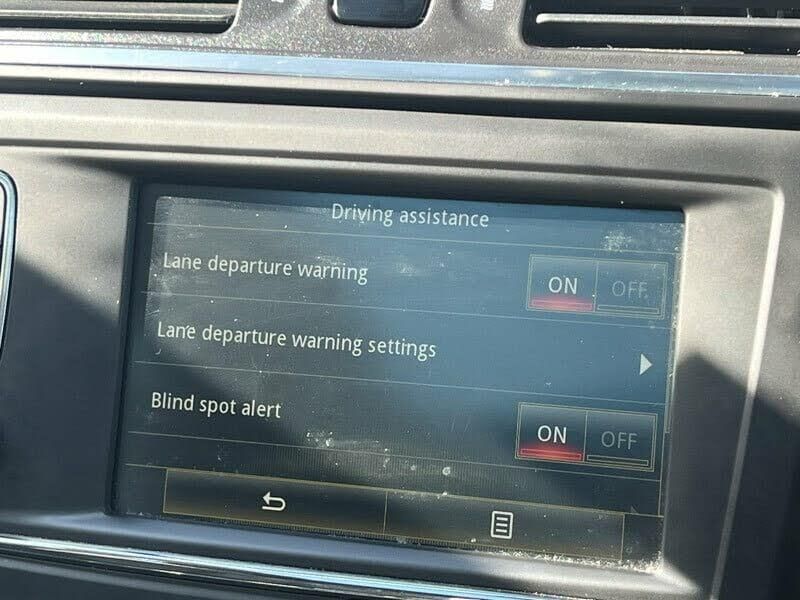 Driving assistance
Lane departure warning
ON OFF
Lane departure warning settings
Blind spot alert
ON OFF